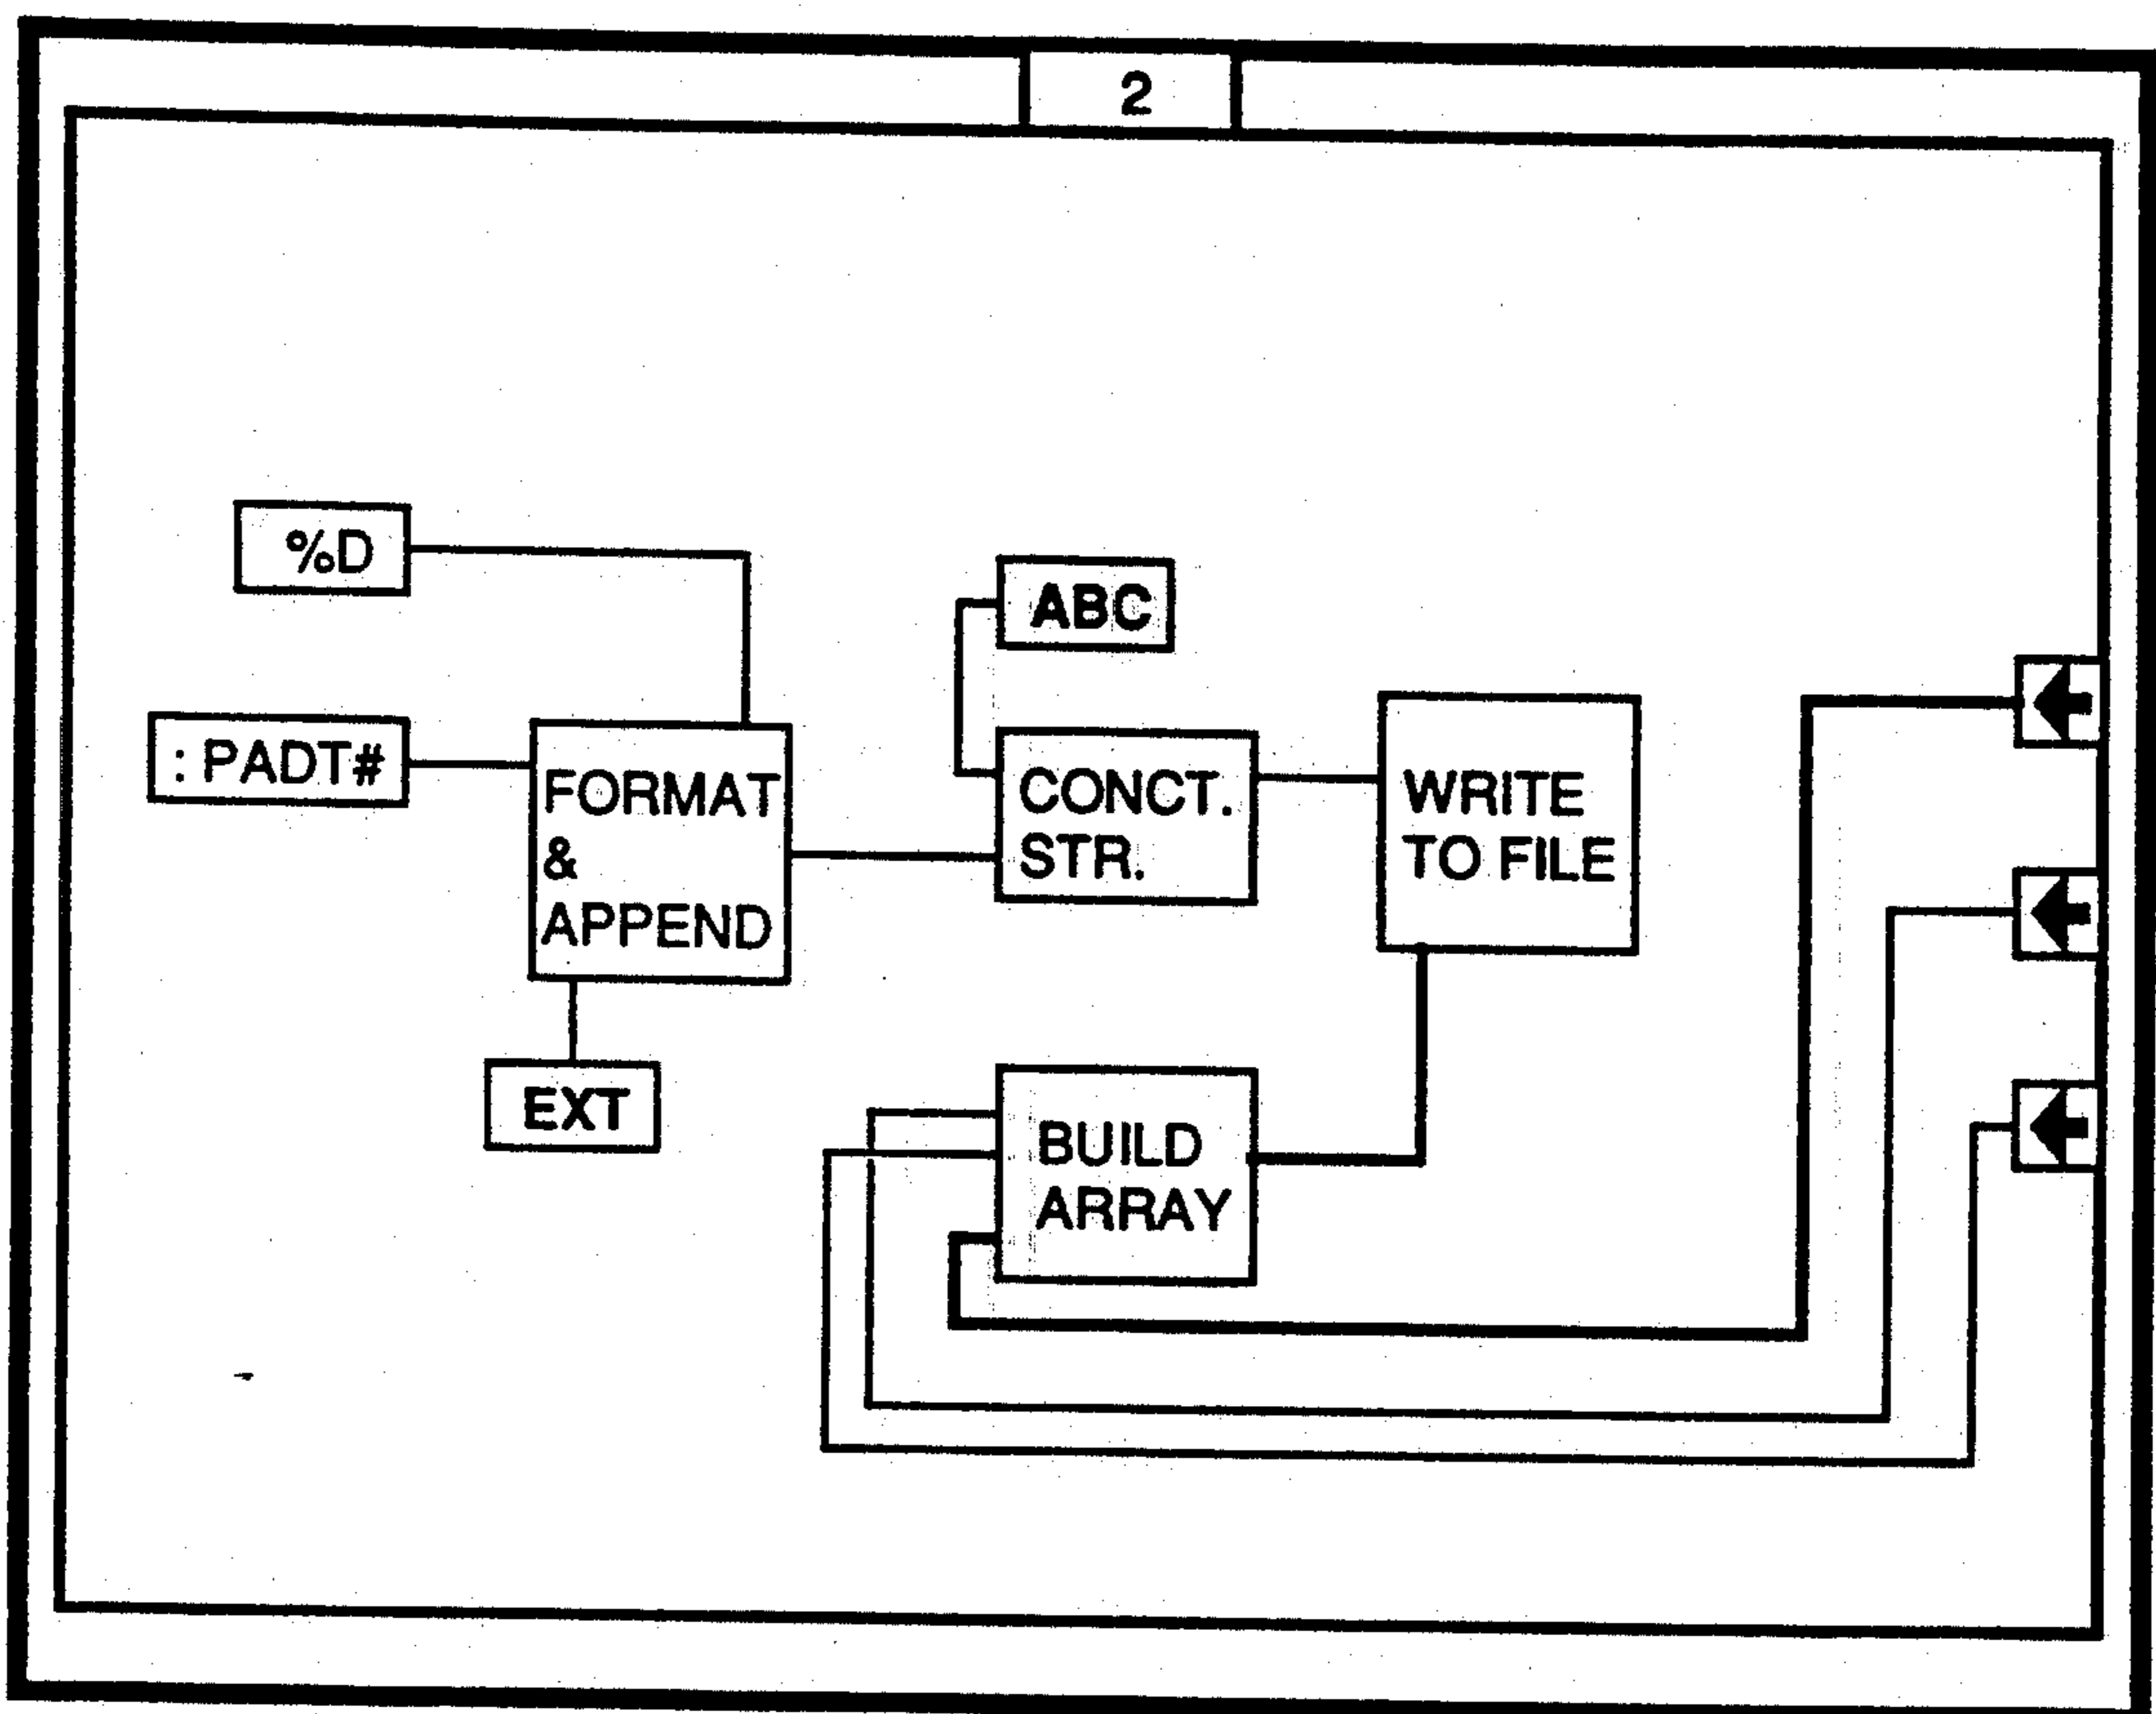 2
%D
ABC
: PADT#
FORMAT
&
APPEND
CONCT.
STR.
WRITE
TO FILE
EXT
BUILD
ARRAY